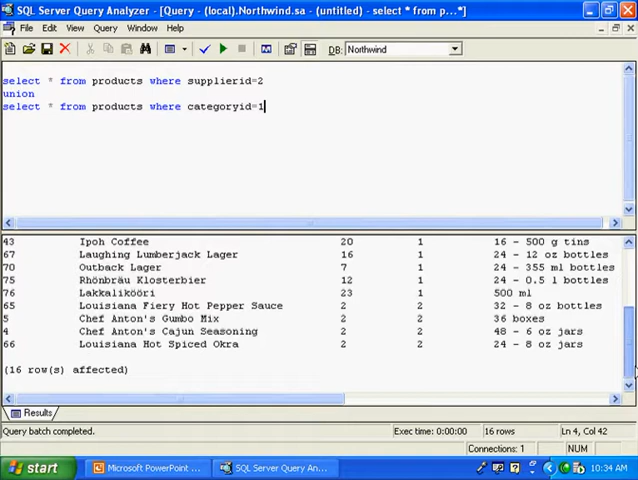 SQL Server Query Analyzer - [Query - (local).Northwind.sa - (untitled) - select * from p...*]
File Edit View Query Tools Window Help
DB: Northwind
select * from products where supplierid=2
union
select * from products where categoryid=1
43 Ipoh Coffee 20 1 16 - 500 g tins
67 Laughing Lumberjack Lager 16 1 24 - 12 oz bottles
70 Outback Lager 7 1 24 - 355 ml bottles
75 Rhönbräu Klosterbier 12 1 24 - 0.5 l bottles
76 Lakkalikööri 23 1 500 ml
65 Louisiana Fiery Hot Pepper Sauce 2 2 32 - 8 oz bottles
5 Chef Anton's Gumbo Mix 2 2 36 boxes
4 Chef Anton's Cajun Seasoning 2 2 48 - 6 oz jars
66 Louisiana Hot Spiced Okra 2 2 24 - 8 oz jars
(16 row(s) affected)
Results
Query batch completed. Exec time: 0:00:00 16 rows Ln 4, Col 42
Connections: 1 NUM
start Microsoft PowerPoint ... SQL Server Query An... 10:34 AM